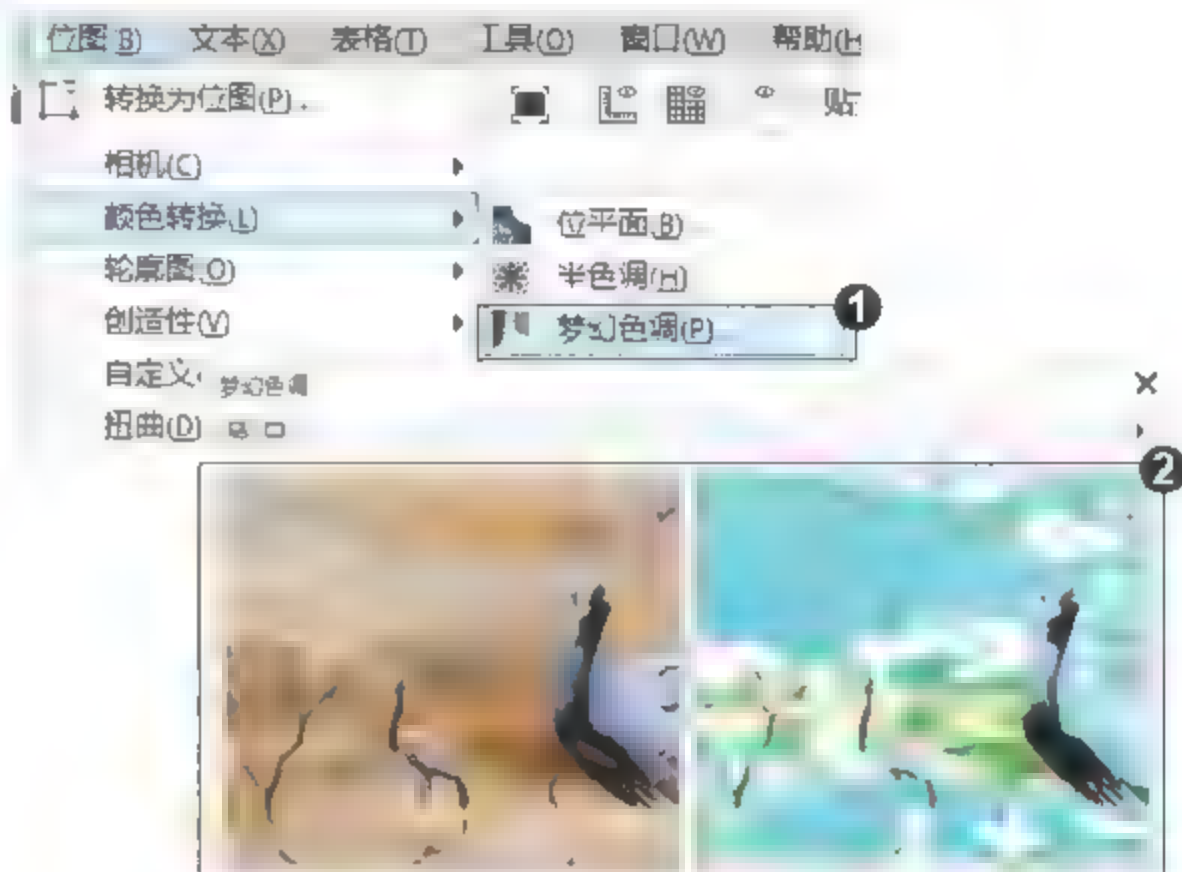 位图(B) 文本(X) 表格(T) 工具(O) 窗口(W) 帮助(H
转换为位图(P)... 贴
相机(C)
颜色转换(L) 位平面(B)
轮廓图(O) 半色调(H)
创造性(V) 梦幻色调(P) 1
自定义 梦幻色调
扭曲(D)
2